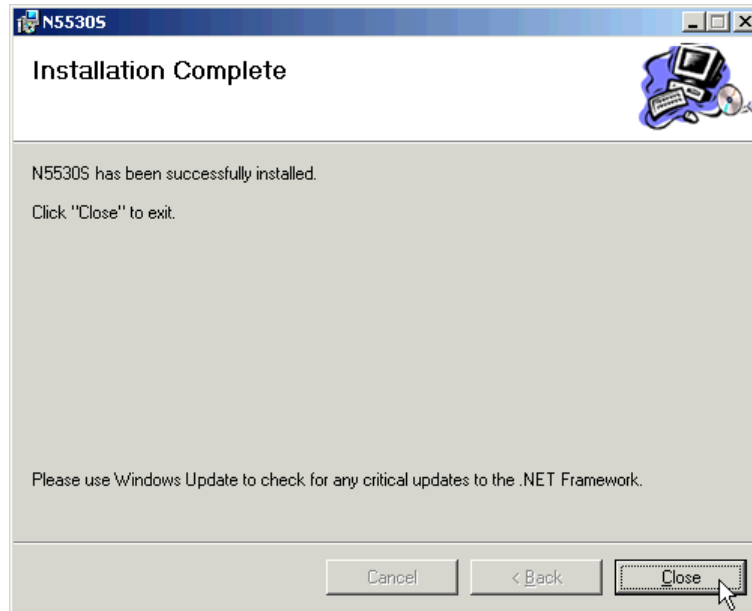 N5530S
Installation Complete
N5530S has been successfully installed.
Click "Close" to exit.
Please use Windows Update to check for any critical updates to the .NET Framework.
Cancel
< Back
Close